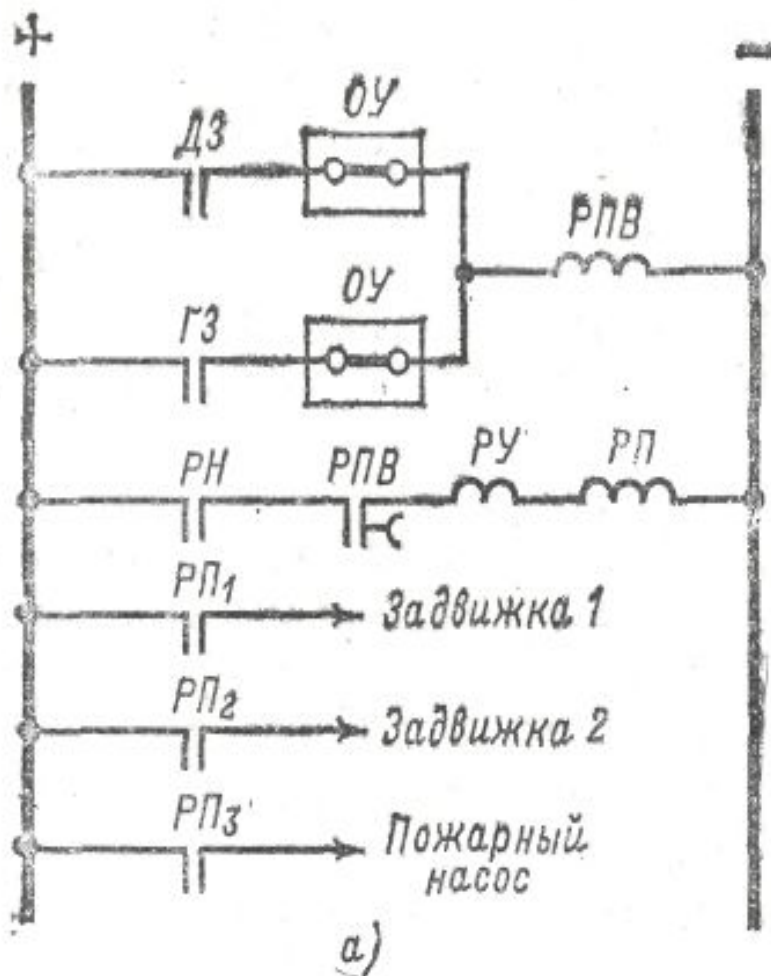 +
−
ДЗ
ОУ
РПВ
ГЗ
ОУ
РН
РПВ
РУ
РП
РП1
Задвижка 1
РП2
Задвижка 2
РП3
Пожарный
насос
а)